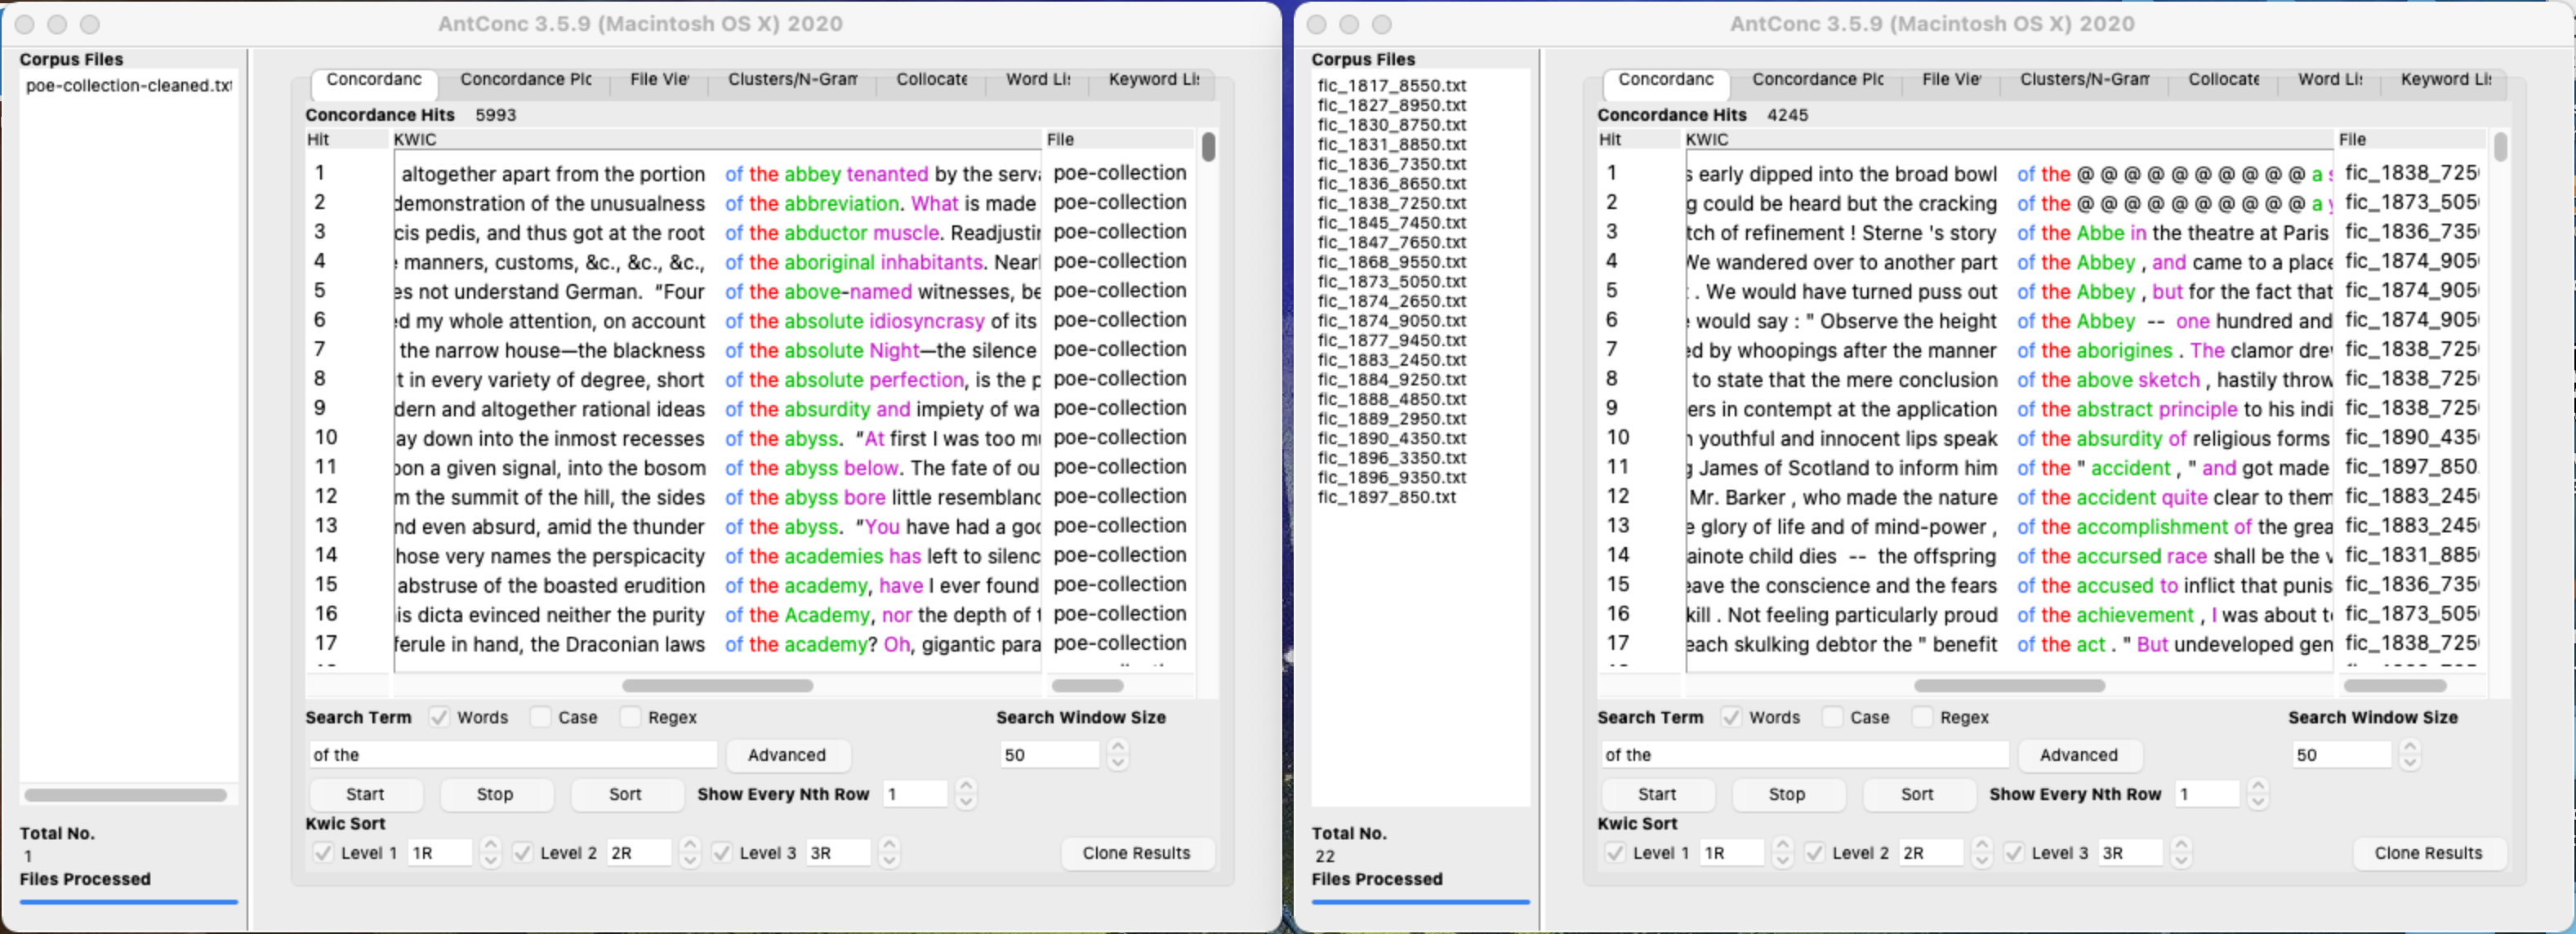 AntConc 3.5.9 (Macintosh OS X) 2020
Corpus Files
poe-collection-cleaned.txt
Concordanc Concordance Plc File Vie Clusters/N-Gram Collocate Word Li Keyword Li
Concordance Hits 5993
Hit KWIC File
1 altogether apart from the portion of the abbey tenanted by the serva poe-collection
2 demonstration of the unusualness of the abbreviation. What is made poe-collection
3 cis pedis, and thus got at the root of the abductor muscle. Readjustin poe-collection
4 manners, customs, &c., &c., &c., of the aboriginal inhabitants. Nearl poe-collection
5 es not understand German. “Four of the above-named witnesses, be poe-collection
6 d my whole attention, on account of the absolute idiosyncrasy of its poe-collection
7 the narrow house—the blackness of the absolute Night—the silence poe-collection
8 t in every variety of degree, short of the absolute perfection, is the p poe-collection
9 dern and altogether rational ideas of the absurdity and impiety of wa poe-collection
10 ay down into the inmost recesses of the abyss. “At first I was too mu poe-collection
11 on a given signal, into the bosom of the abyss below. The fate of ou poe-collection
12 m the summit of the hill, the sides of the abyss bore little resemblanc poe-collection
13 nd even absurd, amid the thunder of the abyss. “You have had a goo poe-collection
14 hose very names the perspicacity of the academies has left to silenc poe-collection
15 abstruse of the boasted erudition of the academy, have I ever found poe-collection
16 is dicta evinced neither the purity of the Academy, nor the depth of t poe-collection
17 ferule in hand, the Draconian laws of the academy? Oh, gigantic para poe-collection
Search Term Words Case Regex Search Window Size
of the Advanced 50
Start Stop Sort Show Every Nth Row 1
Kwic Sort
Level 1 1R Level 2 2R Level 3 3R Clone Results
Total No.
1
Files Processed
AntConc 3.5.9 (Macintosh OS X) 2020
Corpus Files
fic_1817_8550.txt
fic_1827_8950.txt
fic_1830_8750.txt
fic_1831_8850.txt
fic_1836_7350.txt
fic_1836_8650.txt
fic_1838_7250.txt
fic_1845_7450.txt
fic_1847_7650.txt
fic_1868_9550.txt
fic_1873_5050.txt
fic_1874_2650.txt
fic_1874_9050.txt
fic_1877_9450.txt
fic_1883_2450.txt
fic_1884_9250.txt
fic_1888_4850.txt
fic_1889_2950.txt
fic_1890_4350.txt
fic_1896_3350.txt
fic_1896_9350.txt
fic_1897_850.txt
Concordanc Concordance Plc File Vie Clusters/N-Gram Collocate Word Li Keyword Li
Concordance Hits 4245
Hit KWIC File
1 s early dipped into the broad bowl of the @ @ @ @ @ @ @ @ @ @ a s fic_1838_725
2 g could be heard but the cracking of the @ @ @ @ @ @ @ @ @ @ a y fic_1873_505
3 tch of refinement ! Sterne 's story of the Abbe in the theatre at Paris fic_1836_735
4 We wandered over to another part of the Abbey , and came to a place fic_1874_905
5 . We would have turned puss out of the Abbey , but for the fact that fic_1874_905
6 would say : " Observe the height of the Abbey -- one hundred and fic_1874_905
7 ed by whoopings after the manner of the aborigines . The clamor drew fic_1838_725
8 to state that the mere conclusion of the above sketch , hastily throw fic_1838_725
9 ers in contempt at the application of the abstract principle to his indi fic_1838_725
10 n youthful and innocent lips speak of the absurdity of religious forms fic_1890_435
11 g James of Scotland to inform him of the " accident , " and got made fic_1897_850.
12 Mr. Barker , who made the nature of the accident quite clear to them fic_1883_245
13 e glory of life and of mind-power , of the accomplishment of the grea fic_1883_245
14 ainote child dies -- the offspring of the accursed race shall be the v fic_1831_885
15 eave the conscience and the fears of the accused to inflict that punis fic_1836_735
16 kill . Not feeling particularly proud of the achievement , I was about to fic_1873_505
17 each skulking debtor the " benefit of the act . " But undeveloped gen fic_1838_725
Search Term Words Case Regex Search Window Size
of the Advanced 50
Start Stop Sort Show Every Nth Row 1
Kwic Sort
Level 1 1R Level 2 2R Level 3 3R Clone Results
Total No.
22
Files Processed